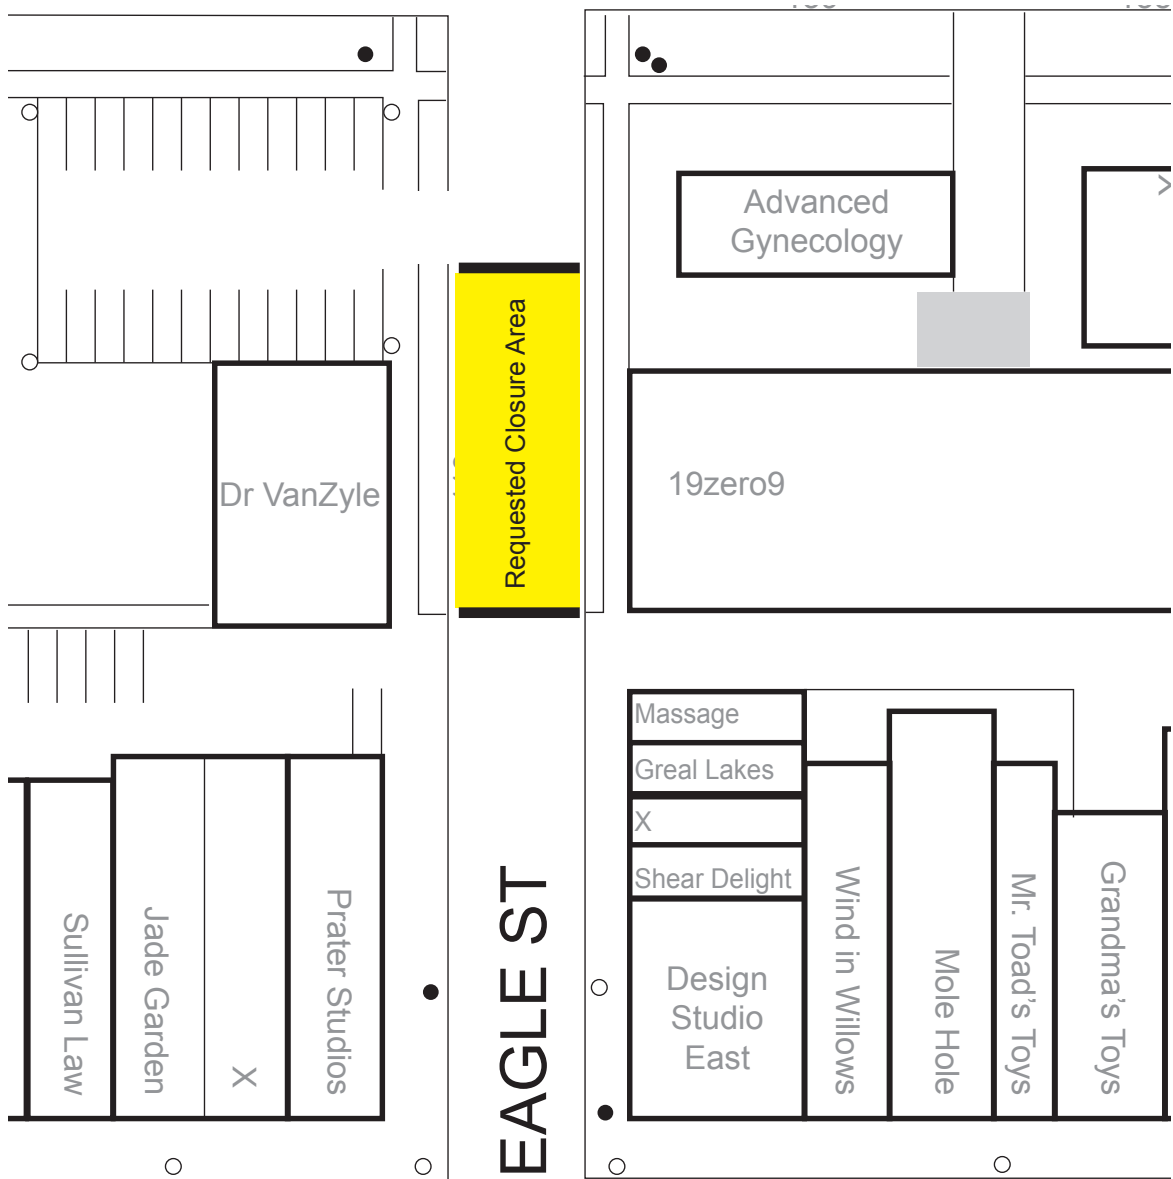 Advanced
Gynecology
Requested Closure Area
Dr VanZyle
19zero9
Massage
Greal Lakes
X
Shear Delight
Design
Studio
East
Wind in Willows
Mole Hole
Mr. Toad's Toys
Grandma's Toys
Sullivan Law
Jade Garden
X
Prater Studios
EAGLE ST